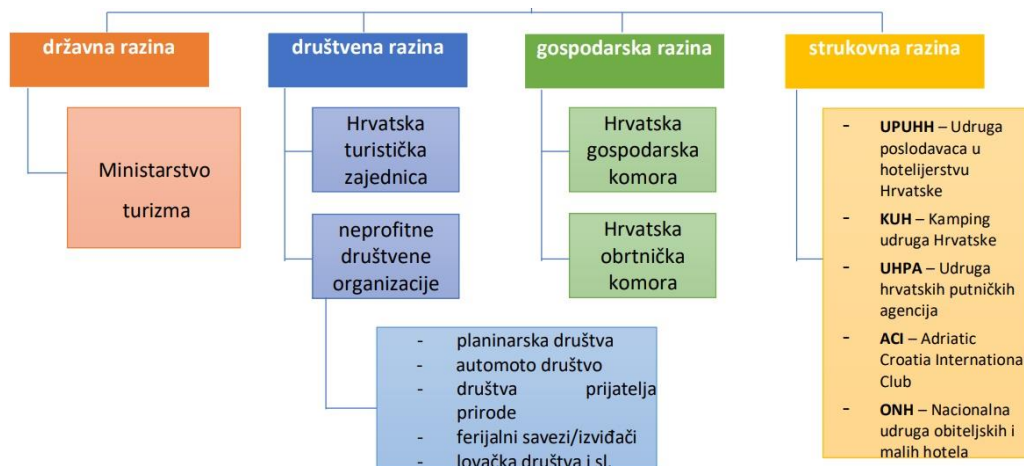 državna razina
društvena razina
gospodarska razina
strukovna razina
Ministarstvo
turizma
Hrvatska
turistička
zajednica
neprofitne
društvene
organizacije
- planinarska društva
- automoto društvo
- društva prijatelja
prirode
- ferijalni savezi/izviđači
- lovačka društva i sl.
Hrvatska
gospodarska
komora
Hrvatska
obrtnička
komora
- UPUHH – Udruga
poslodavaca u
hotelijerstvu
Hrvatske
- KUH – Kamping
udruga Hrvatske
- UHPA – Udruga
hrvatskih putničkih
agencija
- ACI – Adriatic
Croatia Internationa
Club
- ONH – Nacionalna
udruga obiteljskih i
malih hotela